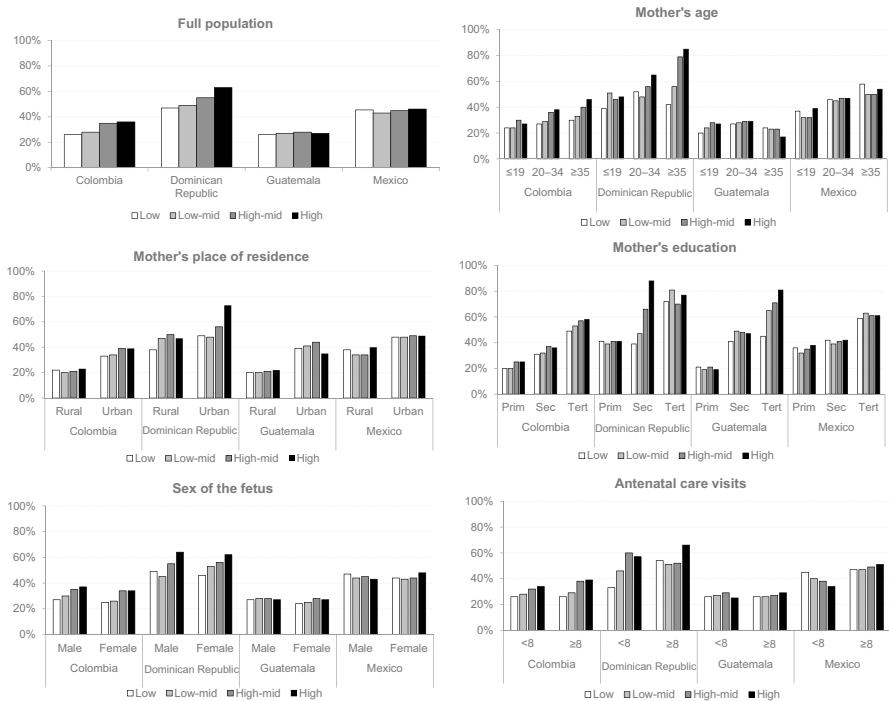 Full population
100%
80%
60%
40%
20%
0%
Colombia Dominican Republic Guatemala Mexico
Low Low-mid High-mid High
Mother's age
100%
80%
60%
40%
20%
0%
≤19 20–34 ≥35 ≤19 20–34 ≥35 ≤19 20–34 ≥35 ≤19 20–34 ≥35
Colombia Dominican Republic Guatemala Mexico
Low Low-mid High-mid High
Mother's place of residence
100%
80%
60%
40%
20%
0%
Rural Urban Rural Urban Rural Urban Rural Urban
Colombia Dominican Republic Guatemala Mexico
Low Low-mid High-mid High
Mother's education
100%
80%
60%
40%
20%
0%
Prim Sec Tert Prim Sec Tert Prim Sec Tert Prim Sec Tert
Colombia Dominican Republic Guatemala Mexico
Low Low-mid High-mid High
Sex of the fetus
100%
80%
60%
40%
20%
0%
Male Female Male Female Male Female Male Female
Colombia Dominican Republic Guatemala Mexico
Low Low-mid High-mid High
Antenatal care visits
100%
80%
60%
40%
20%
0%
<8 ≥8 <8 ≥8 <8 ≥8 <8 ≥8
Colombia Dominican Republic Guatemala Mexico
Low Low-mid High-mid High